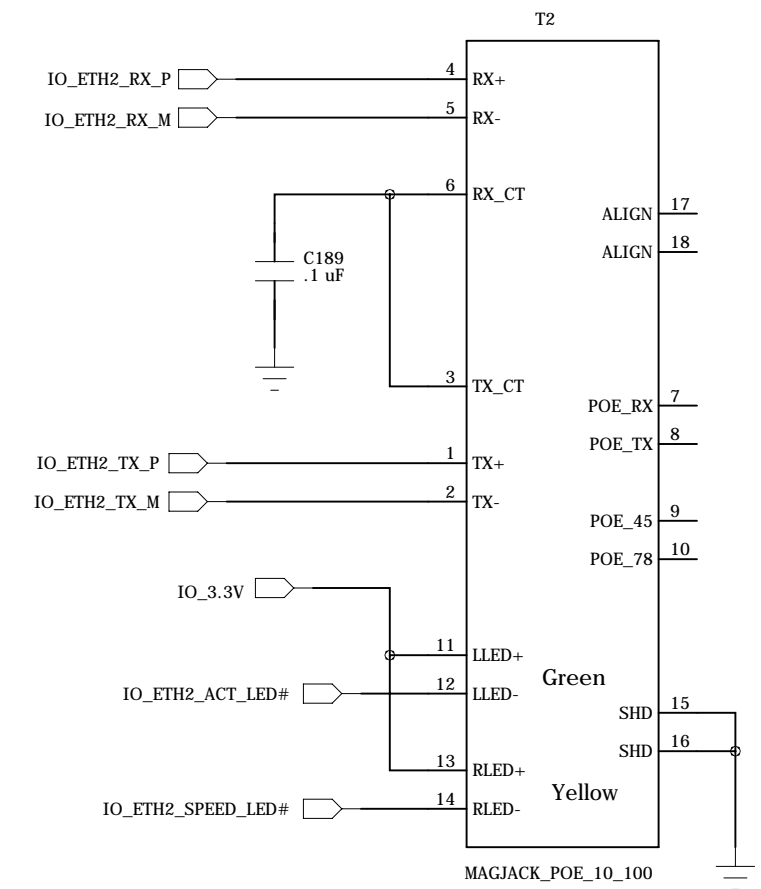 T2
IO_ETH2_RX_P 4 RX+
IO_ETH2_RX_M 5 RX-
6 RX_CT
ALIGN 17
ALIGN 18
C189
.1 uF
3 TX_CT
POE_RX 7
POE_TX 8
IO_ETH2_TX_P 1 TX+
IO_ETH2_TX_M 2 TX-
POE_45 9
POE_78 10
IO_3.3V
11 LLED+
Green
IO_ETH2_ACT_LED# 12 LLED-
SHD 15
SHD 16
13 RLED+
Yellow
IO_ETH2_SPEED_LED# 14 RLED-
MAGJACK_POE_10_100